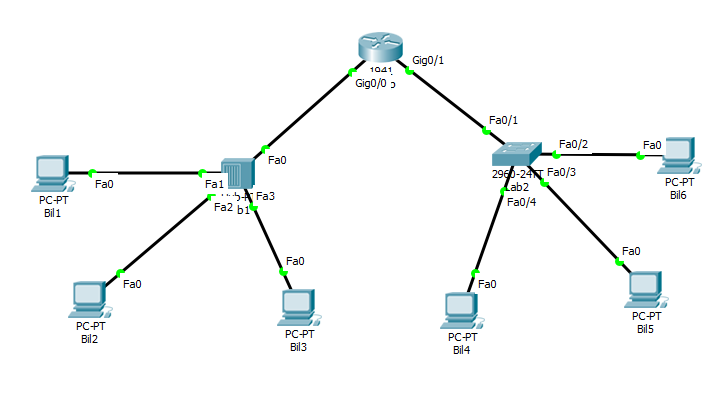 Gig0/1
1941
Gig0/0
Fa0/1
Fa0/2
Fa0
Fa0
2960-24TT
Fa0/3
Lab2
Fa0
Fa1
Fa2
Fa3
Fa0/4
PC-PT
Bil1
PC-PT
Bil6
Fa0
Fa0
Fa0
Fa0
PC-PT
Bil2
PC-PT
Bil3
PC-PT
Bil4
PC-PT
Bil5